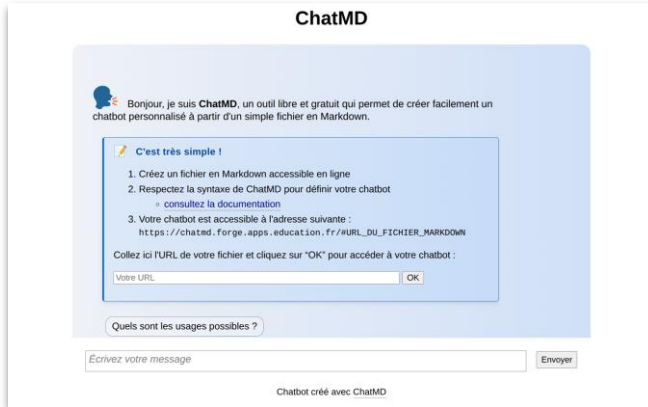 ChatMD
Bonjour, je suis ChatMD, un outil libre et gratuit qui permet de créer facilement un
chatbot personnalisé à partir d'un simple fichier en Markdown.
C'est très simple !
1. Créez un fichier en Markdown accessible en ligne
2. Respectez la syntaxe de ChatMD pour définir votre chatbot
consultez la documentation
3. Votre chatbot est accessible à l'adresse suivante :
https://chatmd.forge.apps.education.fr/#URL_DU_FICHIER_MARKDOWN
Collez ici l'URL de votre fichier et cliquez sur “OK” pour accéder à votre chatbot :
Votre URL OK
Quels sont les usages possibles ?
Écrivez votre message Envoyer
Chatbot créé avec ChatMD